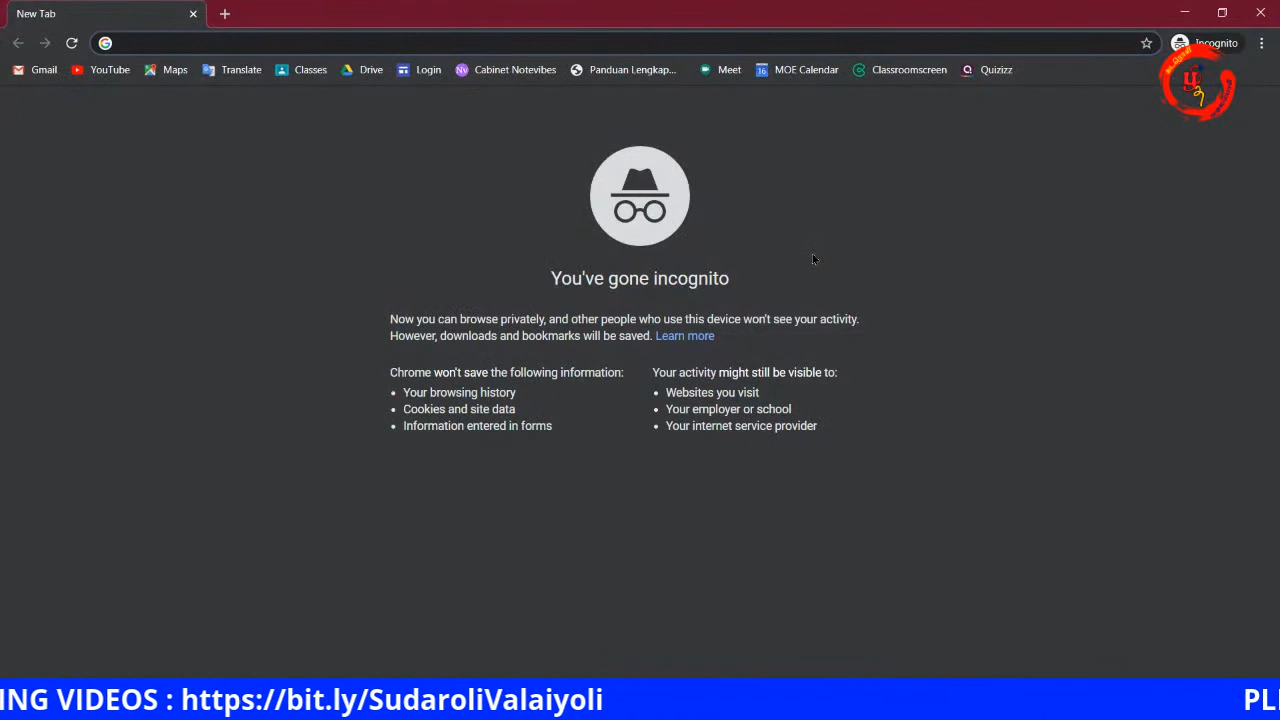 New Tab
Incognito
Gmail YouTube Maps Translate Classes Drive Login Cabinet Notevibes Panduan Lengkap... Meet MOE Calendar Classroomscreen Quizizz
You've gone incognito
Now you can browse privately, and other people who use this device won't see your activity.
However, downloads and bookmarks will be saved. Learn more
Chrome won't save the following information:
Your browsing history
Cookies and site data
Information entered in forms
Your activity might still be visible to:
Websites you visit
Your employer or school
Your internet service provider
ING VIDEOS : https://bit.ly/SudaroliValaiyoli